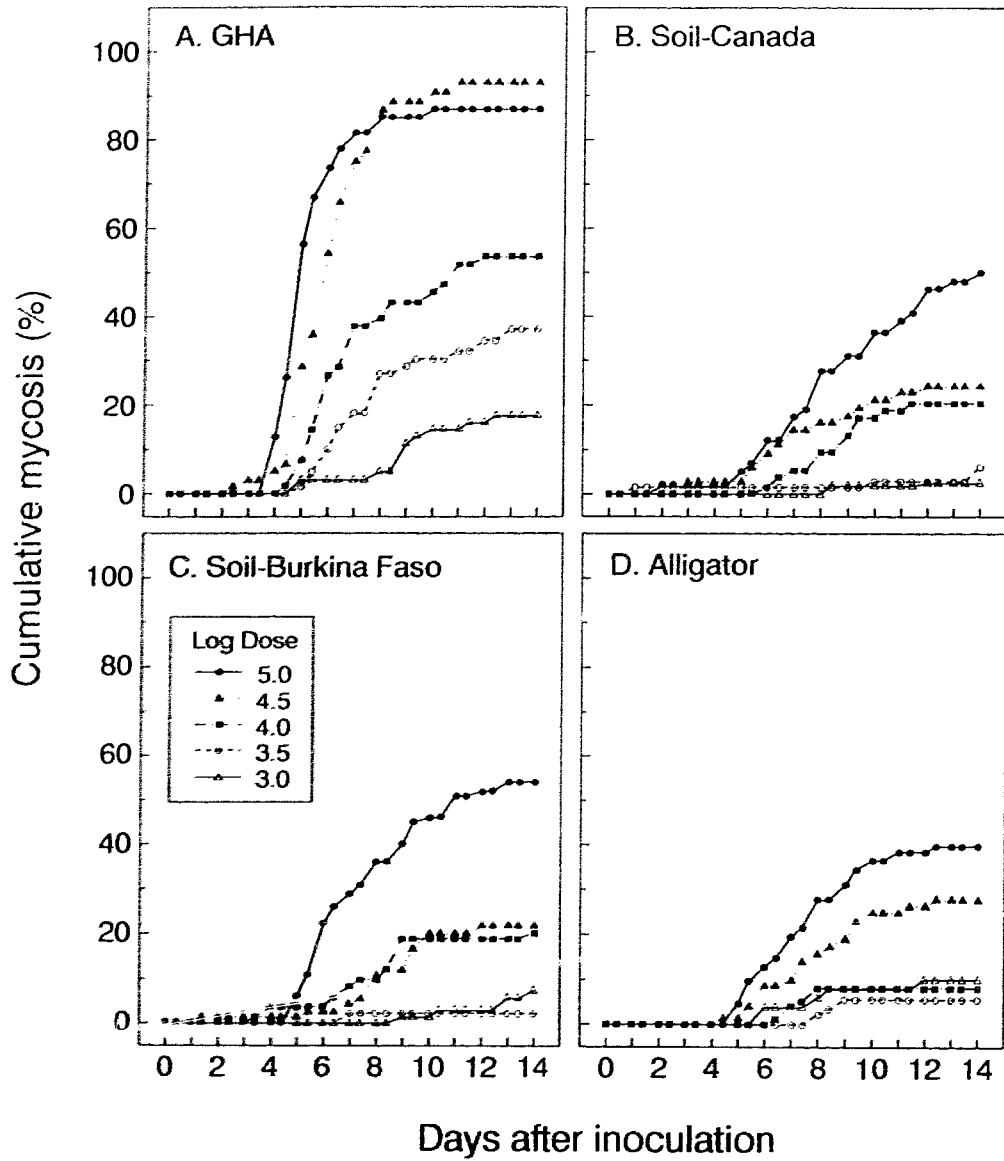 A. GHA
B. Soil-Canada
100
80
60
40
20
0
C. Soil-Burkina Faso
D. Alligator
100
80
60
40
20
0
Log Dose
5.0
4.5
4.0
3.5
3.0
Cumulative mycosis (%)
0 2 4 6 8 10 12 14
0 2 4 6 8 10 12 14
Days after inoculation